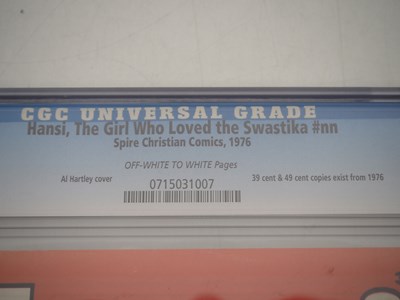 CGC UNIVERSAL GRADE
Hansi, The Girl Who Loved the Swastika #nn
Spire Christian Comics, 1976
OFF-WHITE TO WHITE Pages
Al Hartley cover
0715031007
39 cent & 49 cent copies exist from 1976